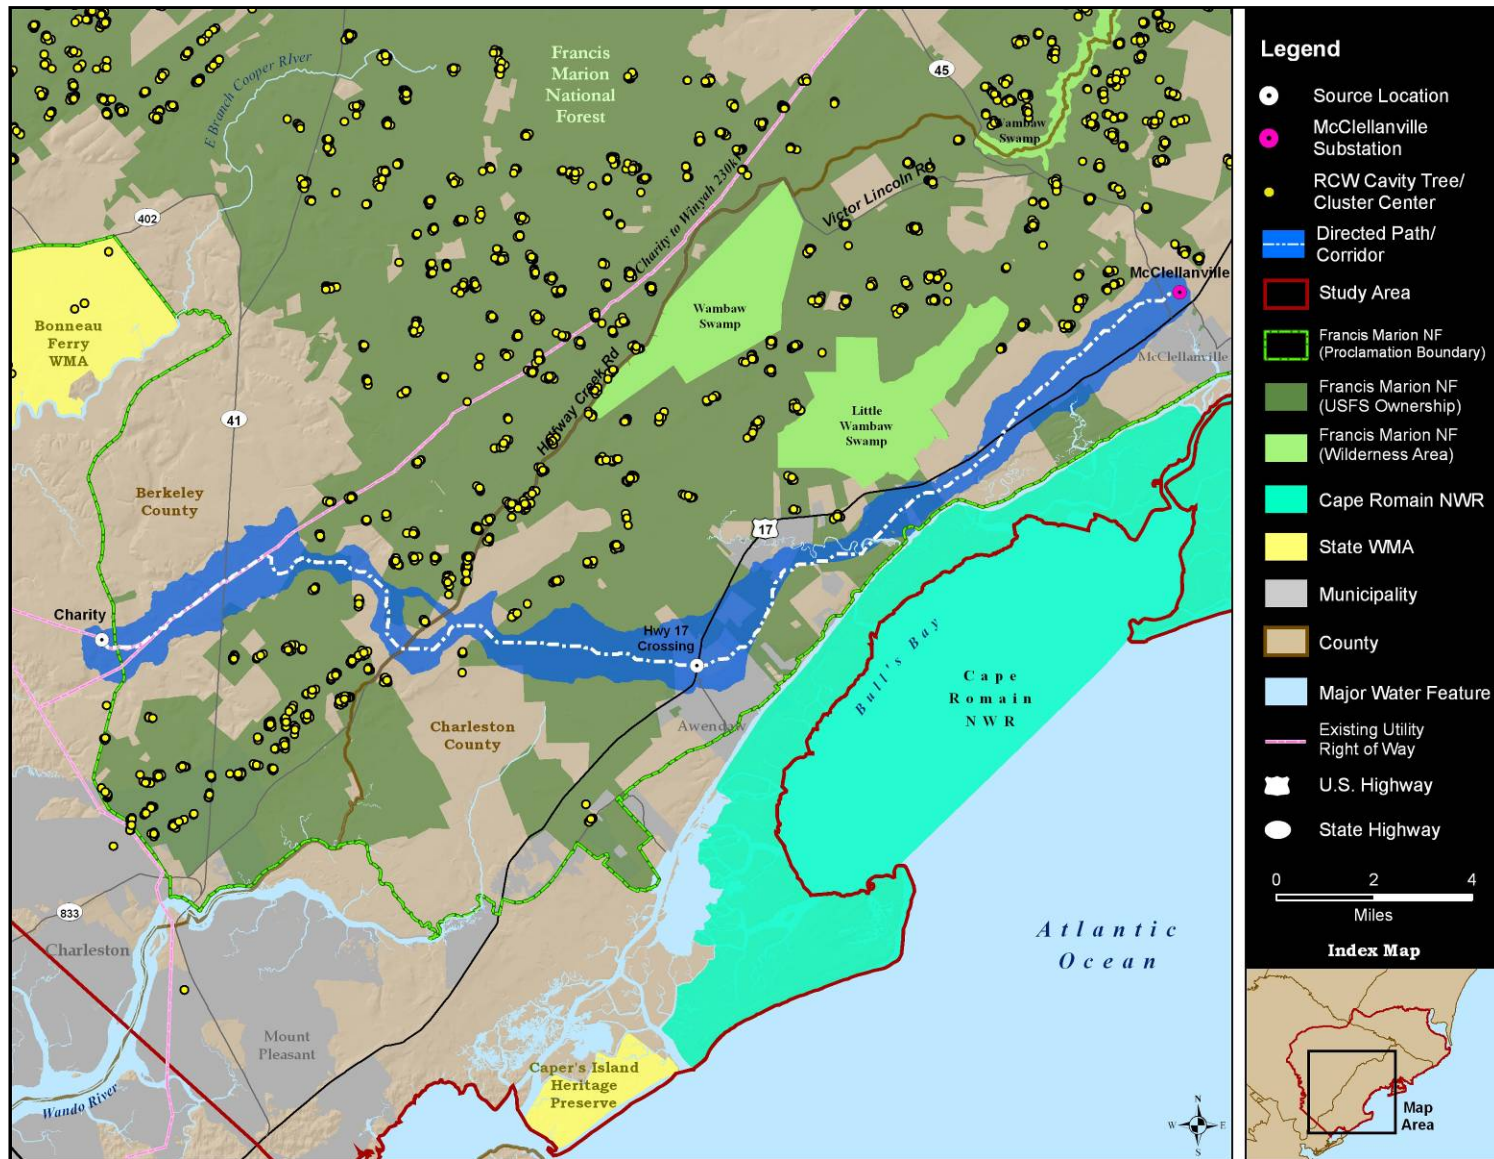 Francis
Marion
National
Forest
E Branch Cooper River
45
Wambaw
Swamp
402
Charity to Winyah 230kV
Victor Lincoln Rd
McClellanville
Bonneau
Ferry
WMA
Wambaw
Swamp
McClellanville
41
Halfway Creek Rd
Little
Wambaw
Swamp
Berkeley
County
17
Charity
Hwy 17
Crossing
Bull's Bay
Cape
Romain
NWR
Awendaw
Charleston
County
833
Charleston
Atlantic
Ocean
Mount
Pleasant
Caper's Island
Heritage
Preserve
Wando River
N
W
E
S
Legend
Source Location
McClellanville
Substation
RCW Cavity Tree/
Cluster Center
Directed Path/
Corridor
Study Area
Francis Marion NF
(Proclamation Boundary)
Francis Marion NF
(USFS Ownership)
Francis Marion NF
(Wilderness Area)
Cape Romain NWR
State WMA
Municipality
County
Major Water Feature
Existing Utility
Right of Way
U.S. Highway
State Highway
0 2 4
Miles
Index Map
Map
Area